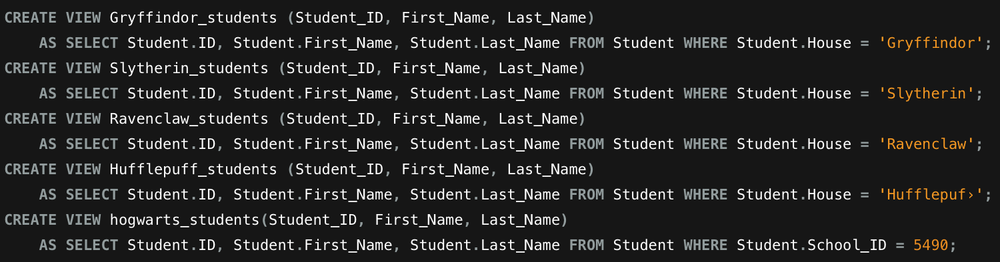 CREATE VIEW Gryffindor_students (Student_ID, First_Name, Last_Name)
    AS SELECT Student.ID, Student.First_Name, Student.Last_Name FROM Student WHERE Student.House = 'Gryffindor';
CREATE VIEW Slytherin_students (Student_ID, First_Name, Last_Name)
    AS SELECT Student.ID, Student.First_Name, Student.Last_Name FROM Student WHERE Student.House = 'Slytherin';
CREATE VIEW Ravenclaw_students (Student_ID, First_Name, Last_Name)
    AS SELECT Student.ID, Student.First_Name, Student.Last_Name FROM Student WHERE Student.House = 'Ravenclaw';
CREATE VIEW Hufflepuff_students (Student_ID, First_Name, Last_Name)
    AS SELECT Student.ID, Student.First_Name, Student.Last_Name FROM Student WHERE Student.House = 'Hufflepuf›';
CREATE VIEW hogwarts_students(Student_ID, First_Name, Last_Name)
    AS SELECT Student.ID, Student.First_Name, Student.Last_Name FROM Student WHERE Student.School_ID = 5490;